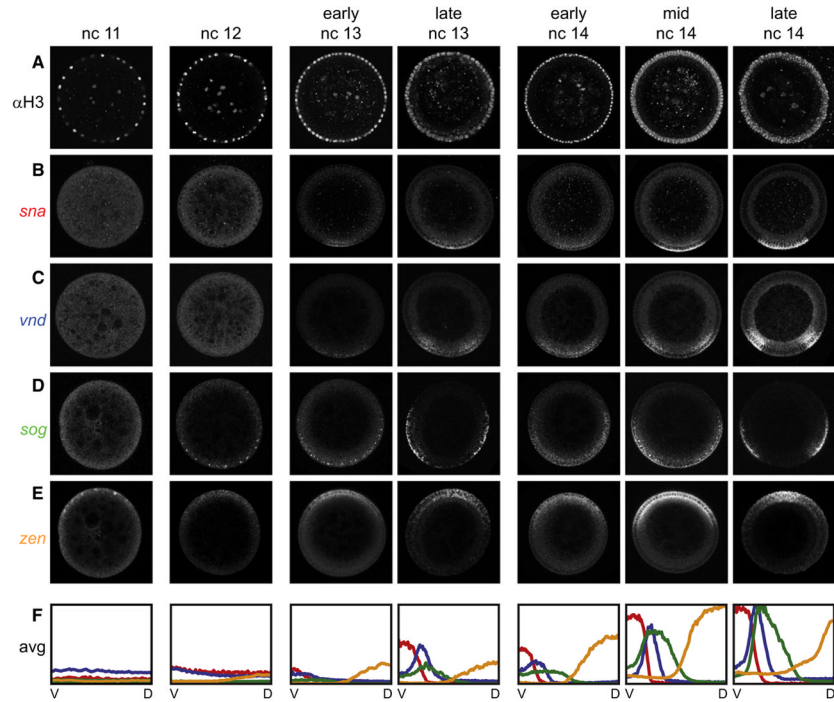 early late early mid late
nc 11 nc 12 nc 13 nc 13 nc 14 nc 14 nc 14
A
αH3
B
sna
C
vnd
D
sog
E
zen
F
avg
V D V D V D V D V D V D V D